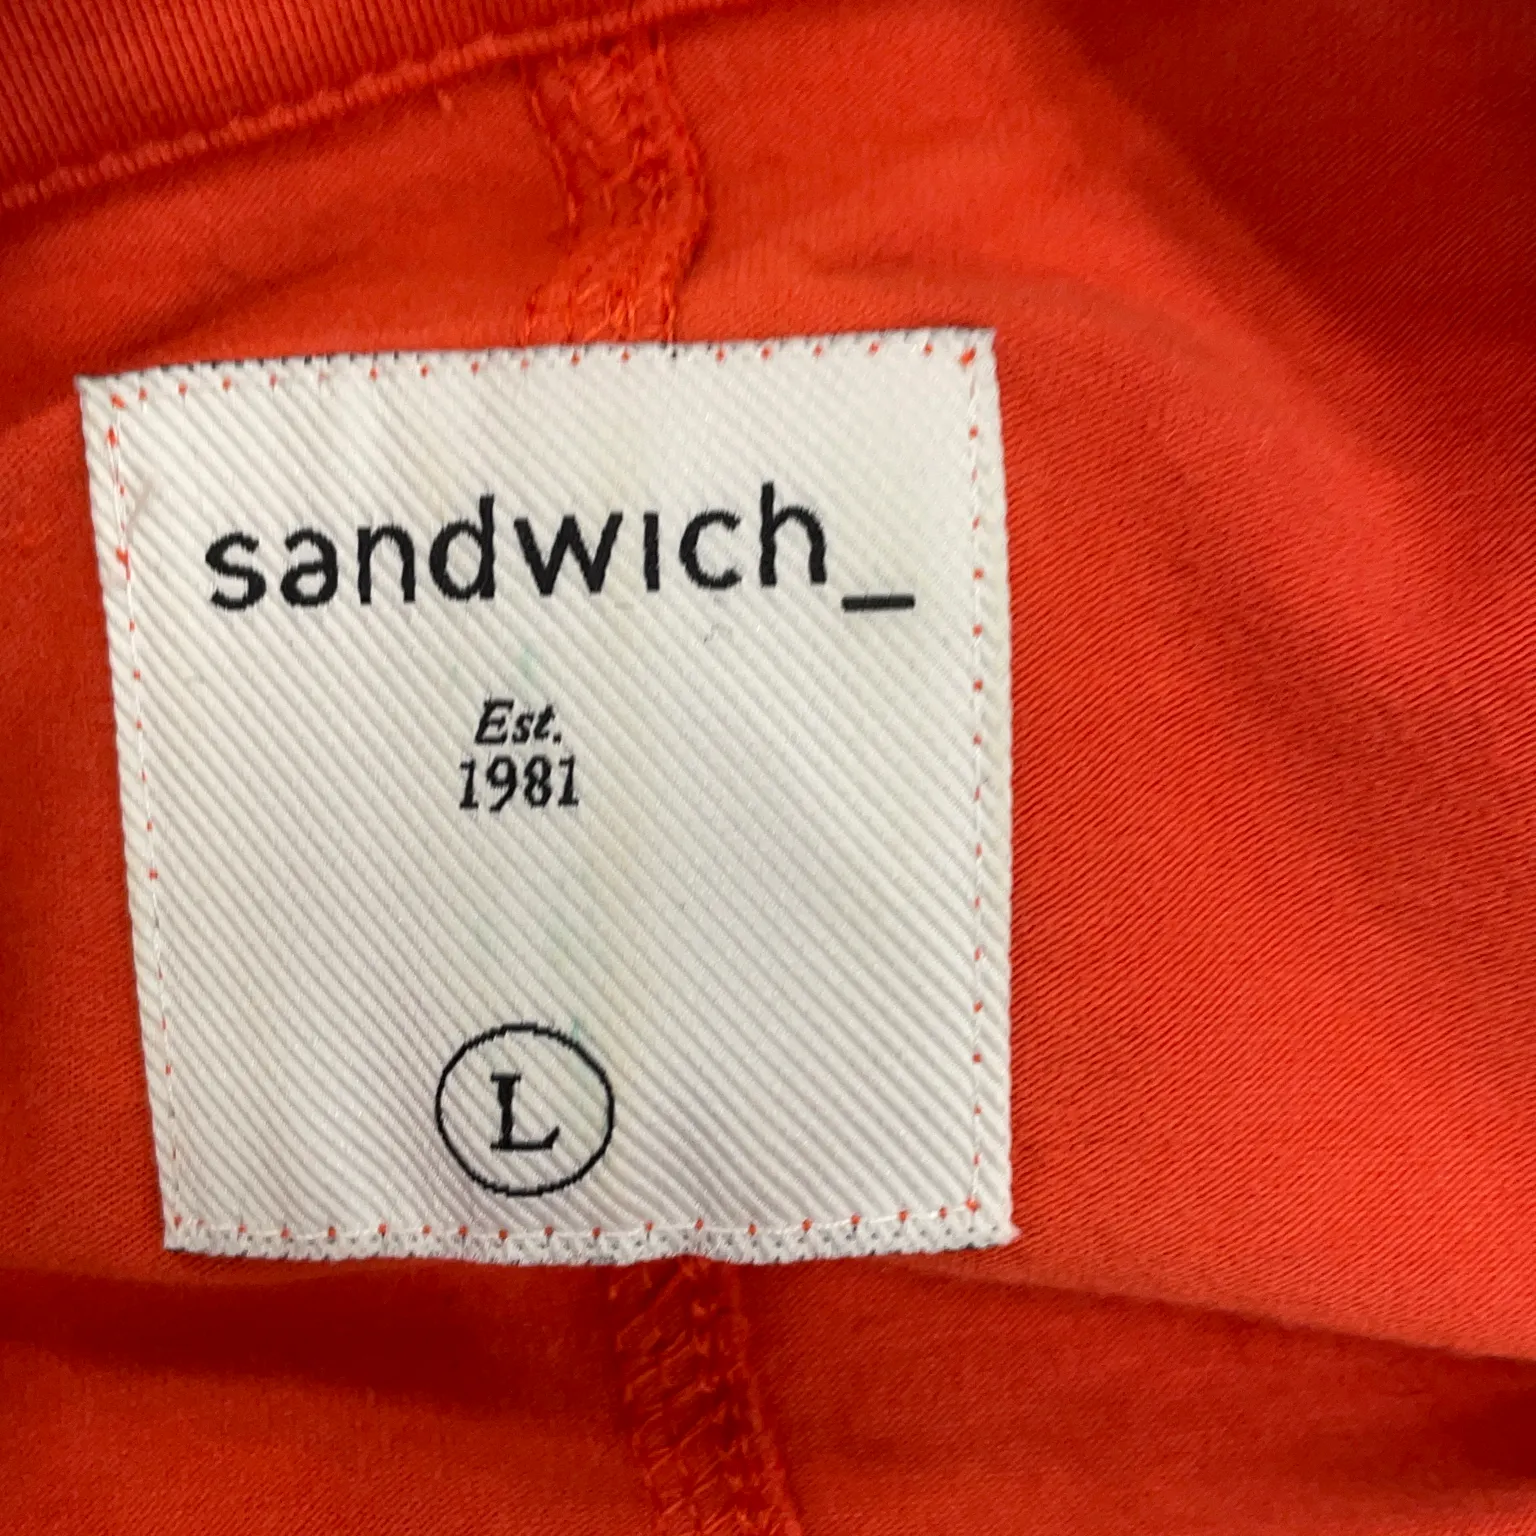 sandwich_
Est.
1981
L